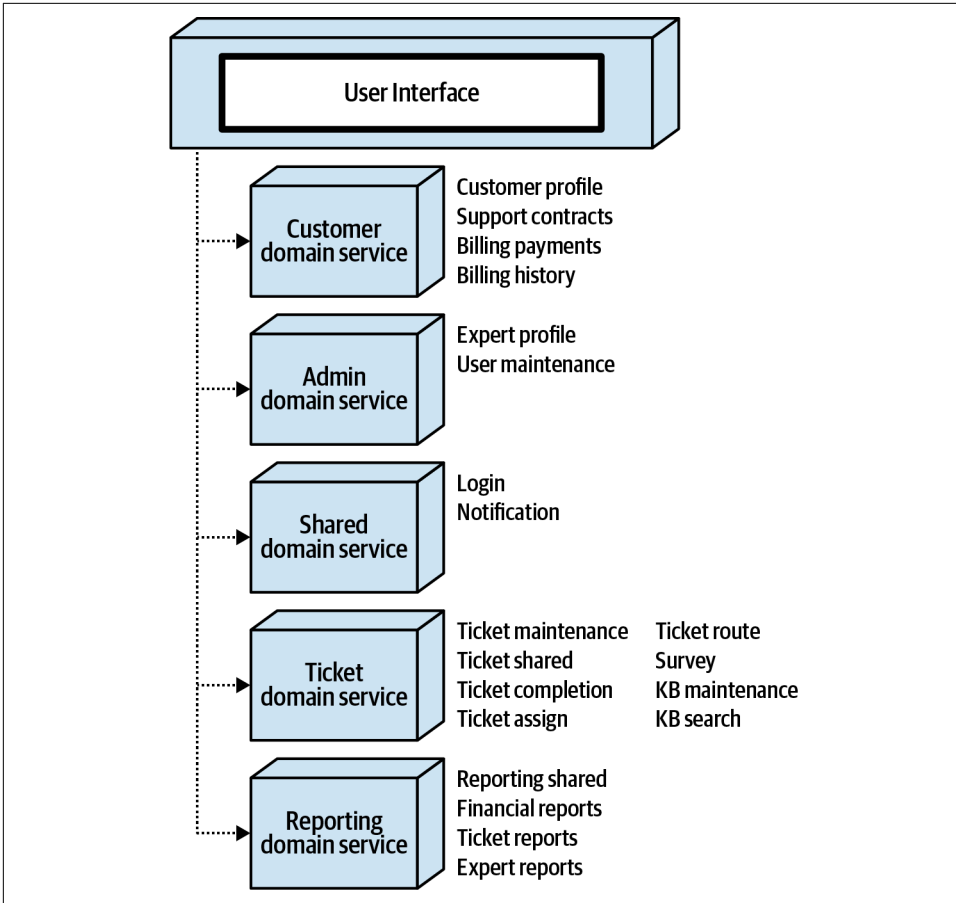 User Interface
Customer
domain service
Customer profile
Support contracts
Billing payments
Billing history
Admin
domain service
Expert profile
User maintenance
Shared
domain service
Login
Notification
Ticket
domain service
Ticket maintenance
Ticket shared
Ticket completion
Ticket assign
Ticket route
Survey
KB maintenance
KB search
Reporting
domain service
Reporting shared
Financial reports
Ticket reports
Expert reports